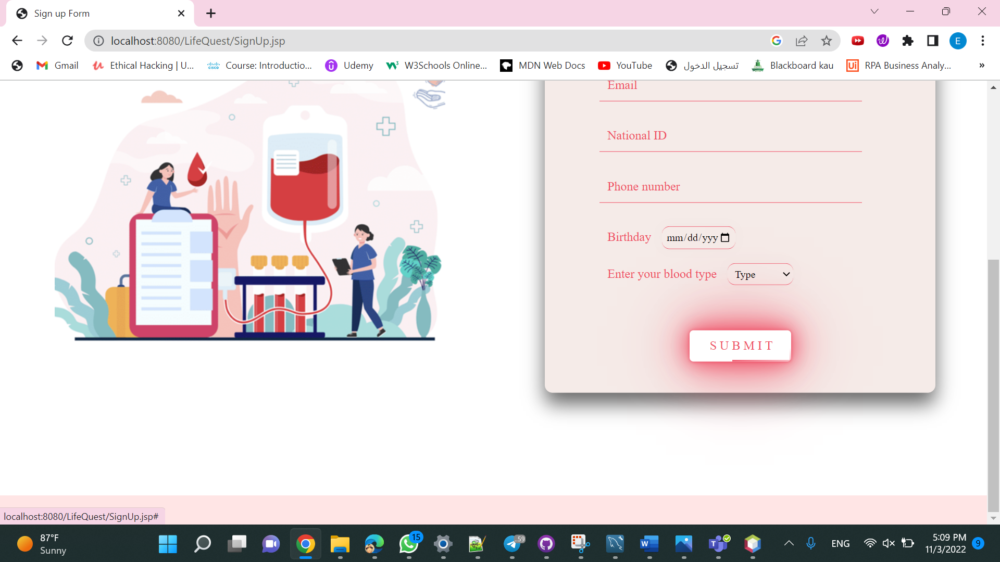 Sign up Form
localhost:8080/LifeQuest/SignUp.jsp
E
Gmail
Ethical Hacking | U...
Course: Introductio...
Udemy
W3Schools Online...
MDN Web Docs
YouTube
تسجيل الدخول
Blackboard kau
RPA Business Analy...
»
Email
National ID
Phone number
Birthday mm/dd/yyy
Enter your blood type Type
SUBMIT
localhost:8080/LifeQuest/SignUp.jsp#
87°F
Sunny
15
59
ENG
5:09 PM
11/3/2022
9